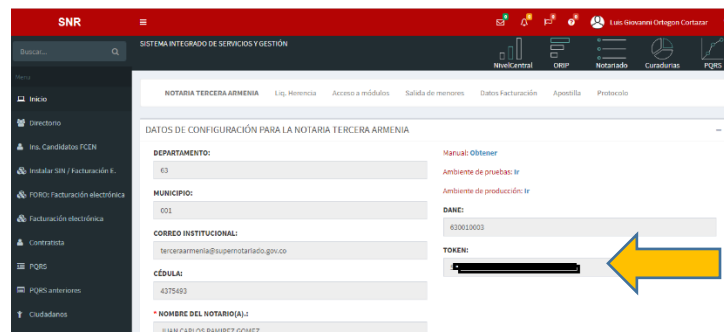 SNR
Luis Giovanni Ortegon Cortazar
Buscar...
SISTEMA INTEGRADO DE SERVICIOS Y GESTIÓN
NivelCentral ORIP Notariado Curadurias PQRS
Menu
Inicio
Directorio
Ins. Candidatos FCEN
Instalar SIN / Facturación E.
FORO: Facturación electrónica
Facturación electrónica
Contratista
PQRS
PQRS anteriores
Ciudadanos
NOTARIA TERCERA ARMENIA Liq. Herencia Acceso a módulos Salida de menores Datos Facturación Apostilla Protocolo
DATOS DE CONFIGURACIÓN PARA LA NOTARIA TERCERA ARMENIA
DEPARTAMENTO:
63
MUNICIPIO:
001
CORREO INSTITUCIONAL:
terceraarmenia@supernotariado.gov.co
CÉDULA:
4375493
* NOMBRE DEL NOTARIO(A).:
JUAN CARLOS RAMIREZ GOMEZ
Manual: Obtener
Ambiente de pruebas: Ir
Ambiente de producción: Ir
DANE:
630010003
TOKEN: